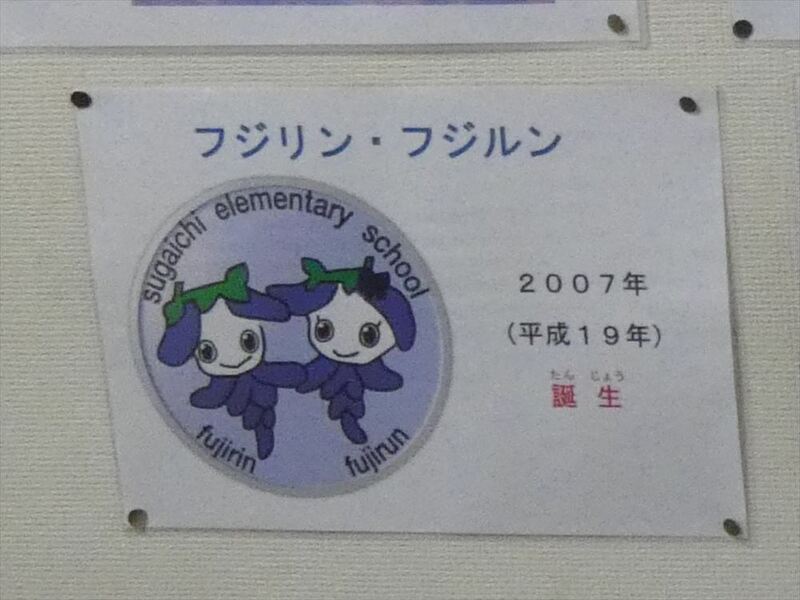 フジリン・フジルン
sugaichi elementary school
fujirin
fujirun
２００７年
（平成１９年）
たん じょう
誕 生